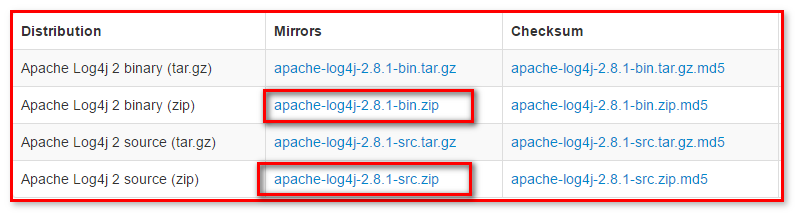 Distribution Mirrors Checksum
Apache Log4j 2 binary (tar.gz) apache-log4j-2.8.1-bin.tar.gz apache-log4j-2.8.1-bin.tar.gz.md5
Apache Log4j 2 binary (zip) apache-log4j-2.8.1-bin.zip apache-log4j-2.8.1-bin.zip.md5
Apache Log4j 2 source (tar.gz) apache-log4j-2.8.1-src.tar.gz apache-log4j-2.8.1-src.tar.gz.md5
Apache Log4j 2 source (zip) apache-log4j-2.8.1-src.zip apache-log4j-2.8.1-src.zip.md5